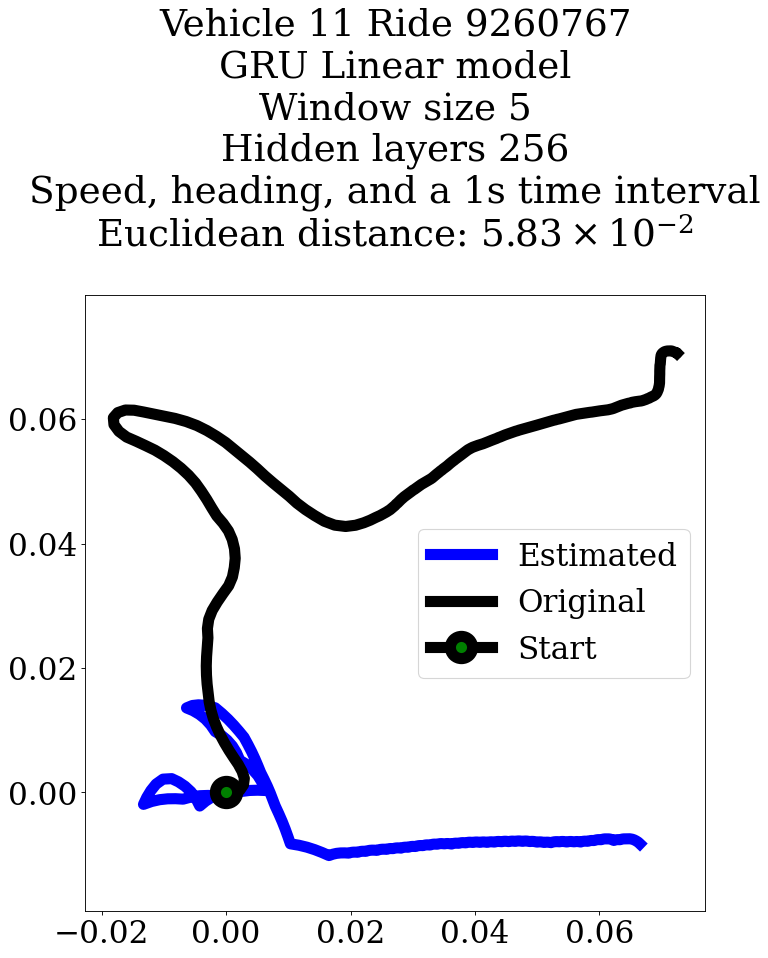 Vehicle 11 Ride 9260767
GRU Linear model
Window size 5
Hidden layers 256
Speed, heading, and a 1s time interval
Euclidean distance: 5.83 × 10⁻²
0.06
0.04
0.02
0.00
Estimated
Original
Start
−0.02 0.00 0.02 0.04 0.06